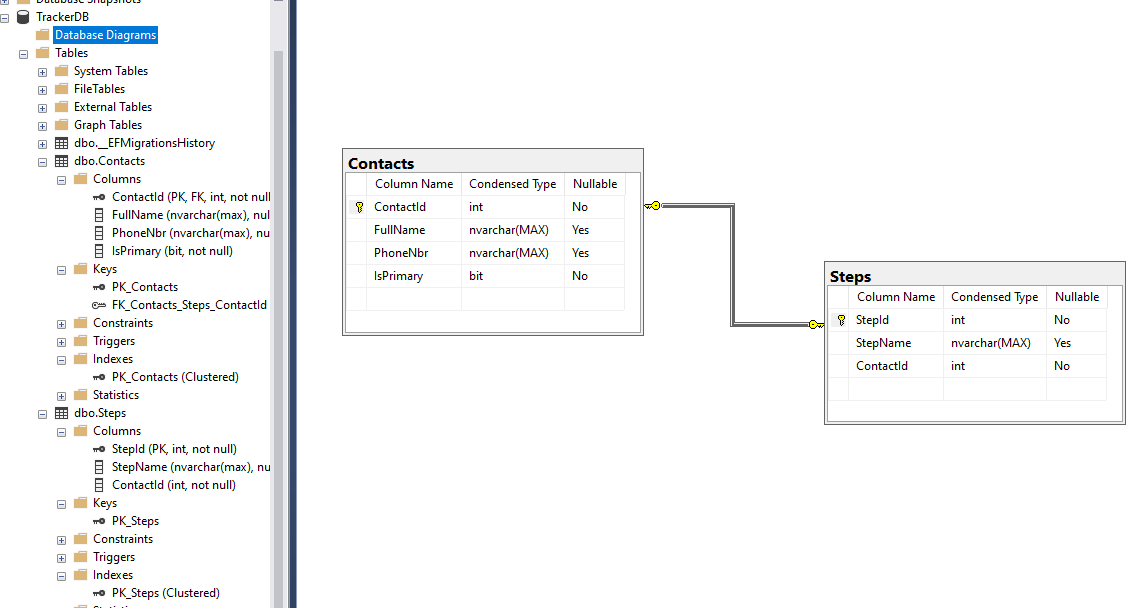 Database Snapshots
TrackerDB
Database Diagrams
Tables
System Tables
FileTables
External Tables
Graph Tables
dbo.__EFMigrationsHistory
dbo.Contacts
Columns
ContactId (PK, FK, int, not null
FullName (nvarchar(max), nul
PhoneNbr (nvarchar(max), nu
IsPrimary (bit, not null)
Keys
PK_Contacts
FK_Contacts_Steps_ContactId
Constraints
Triggers
Indexes
PK_Contacts (Clustered)
Statistics
dbo.Steps
Columns
StepId (PK, int, not null)
StepName (nvarchar(max), nu
ContactId (int, not null)
Keys
PK_Steps
Constraints
Triggers
Indexes
PK_Steps (Clustered)
Statistics
Contacts
Column Name Condensed Type Nullable
ContactId int No
FullName nvarchar(MAX) Yes
PhoneNbr nvarchar(MAX) Yes
IsPrimary bit No
Steps
Column Name Condensed Type Nullable
StepId int No
StepName nvarchar(MAX) Yes
ContactId int No